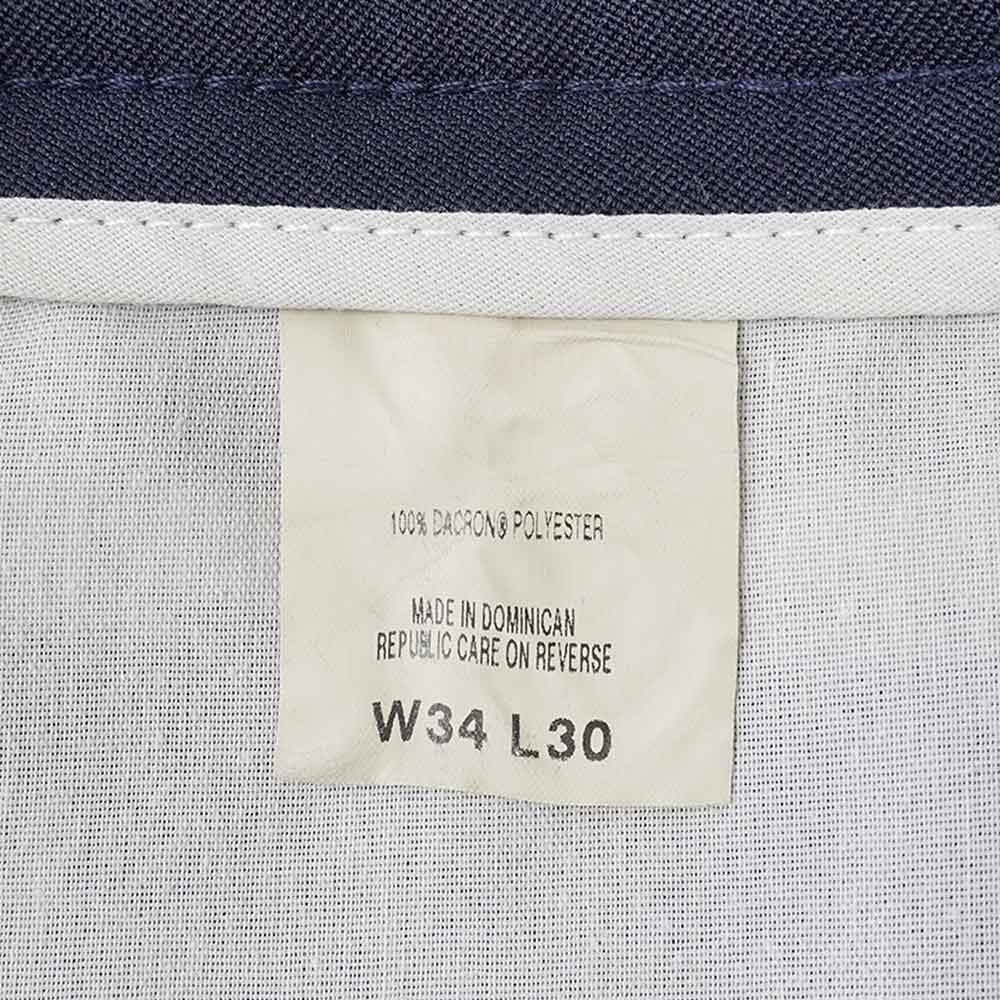 100% DACRON® POLYESTER
MADE IN DOMINICAN
REPUBLIC CARE ON REVERSE
W34 L30